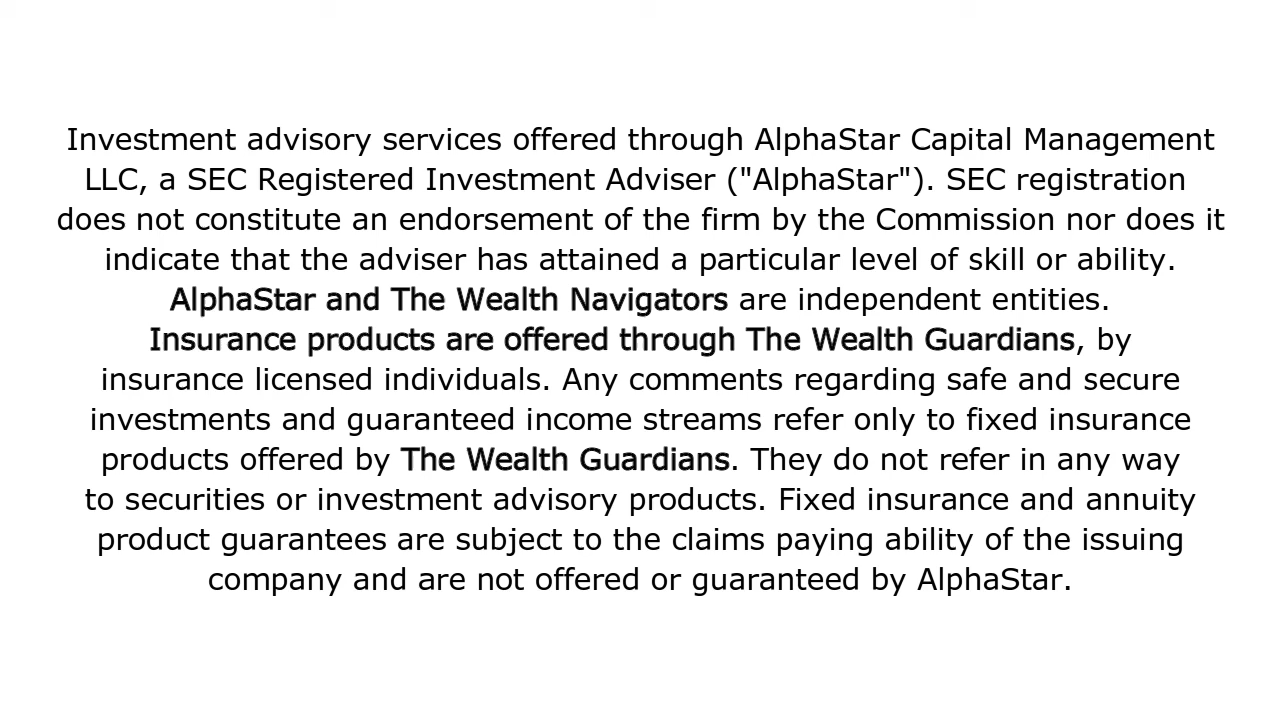 Investment advisory services offered through AlphaStar Capital Management
LLC, a SEC Registered Investment Adviser ("AlphaStar"). SEC registration
does not constitute an endorsement of the firm by the Commission nor does it
indicate that the adviser has attained a particular level of skill or ability.
AlphaStar and The Wealth Navigators are independent entities.
Insurance products are offered through The Wealth Guardians, by
insurance licensed individuals. Any comments regarding safe and secure
investments and guaranteed income streams refer only to fixed insurance
products offered by The Wealth Guardians. They do not refer in any way
to securities or investment advisory products. Fixed insurance and annuity
product guarantees are subject to the claims paying ability of the issuing
company and are not offered or guaranteed by AlphaStar.